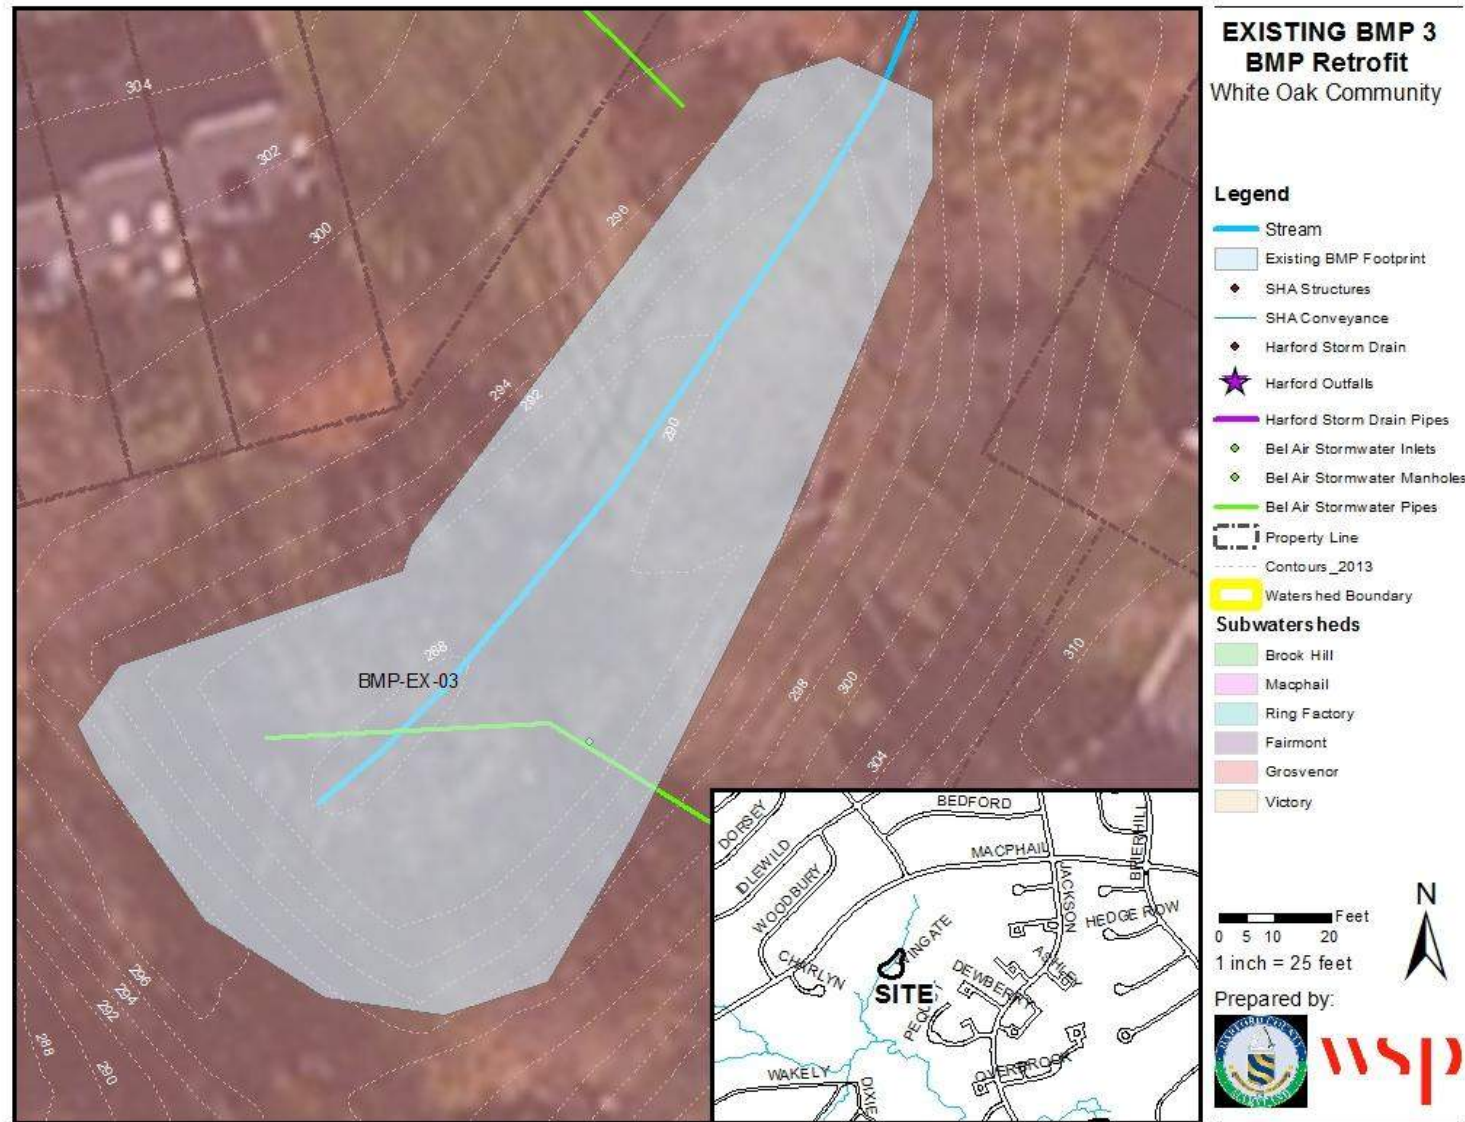 EXISTING BMP 3
BMP Retrofit
White Oak Community
Legend
Stream
Existing BMP Footprint
SHA Structures
SHA Conveyance
Harford Storm Drain
Harford Outfalls
Harford Storm Drain Pipes
Bel Air Stormwater Inlets
Bel Air Stormwater Manholes
Bel Air Stormwater Pipes
Property Line
Contours_2013
Watershed Boundary
Subwatersheds
Brook Hill
Macphail
Ring Factory
Fairmont
Grosvenor
Victory
Feet
0 5 10 20
1 inch = 25 feet
N
Prepared by:
HARFORD COUNTY
wsp
304
302
300
296
294
292
290
288
BMP-EX-03
298
300
304
310
296
294
292
290
288
DORSEY
IDLEWILD
WOODBURY
BEDFORD
MACPHAIL
BRIERHILL
JACKSON
HEDGE ROW
WINGATE
ASHLEY
CHARLYN
DEWBERRY
SITE
OVERBROOK
WAKELY
DIXIE